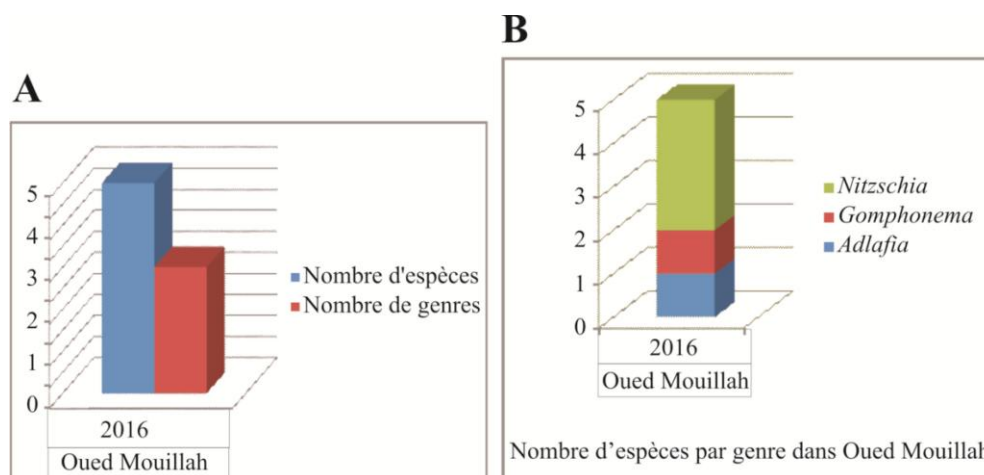 A
5
4
3
2
1
0
Nombre d'espèces
Nombre de genres
2016
Oued Mouillah
B
5
4
3
2
1
0
Nitzschia
Gomphonema
Adlafia
2016
Oued Mouillah
Nombre d'espèces par genre dans Oued Mouillah